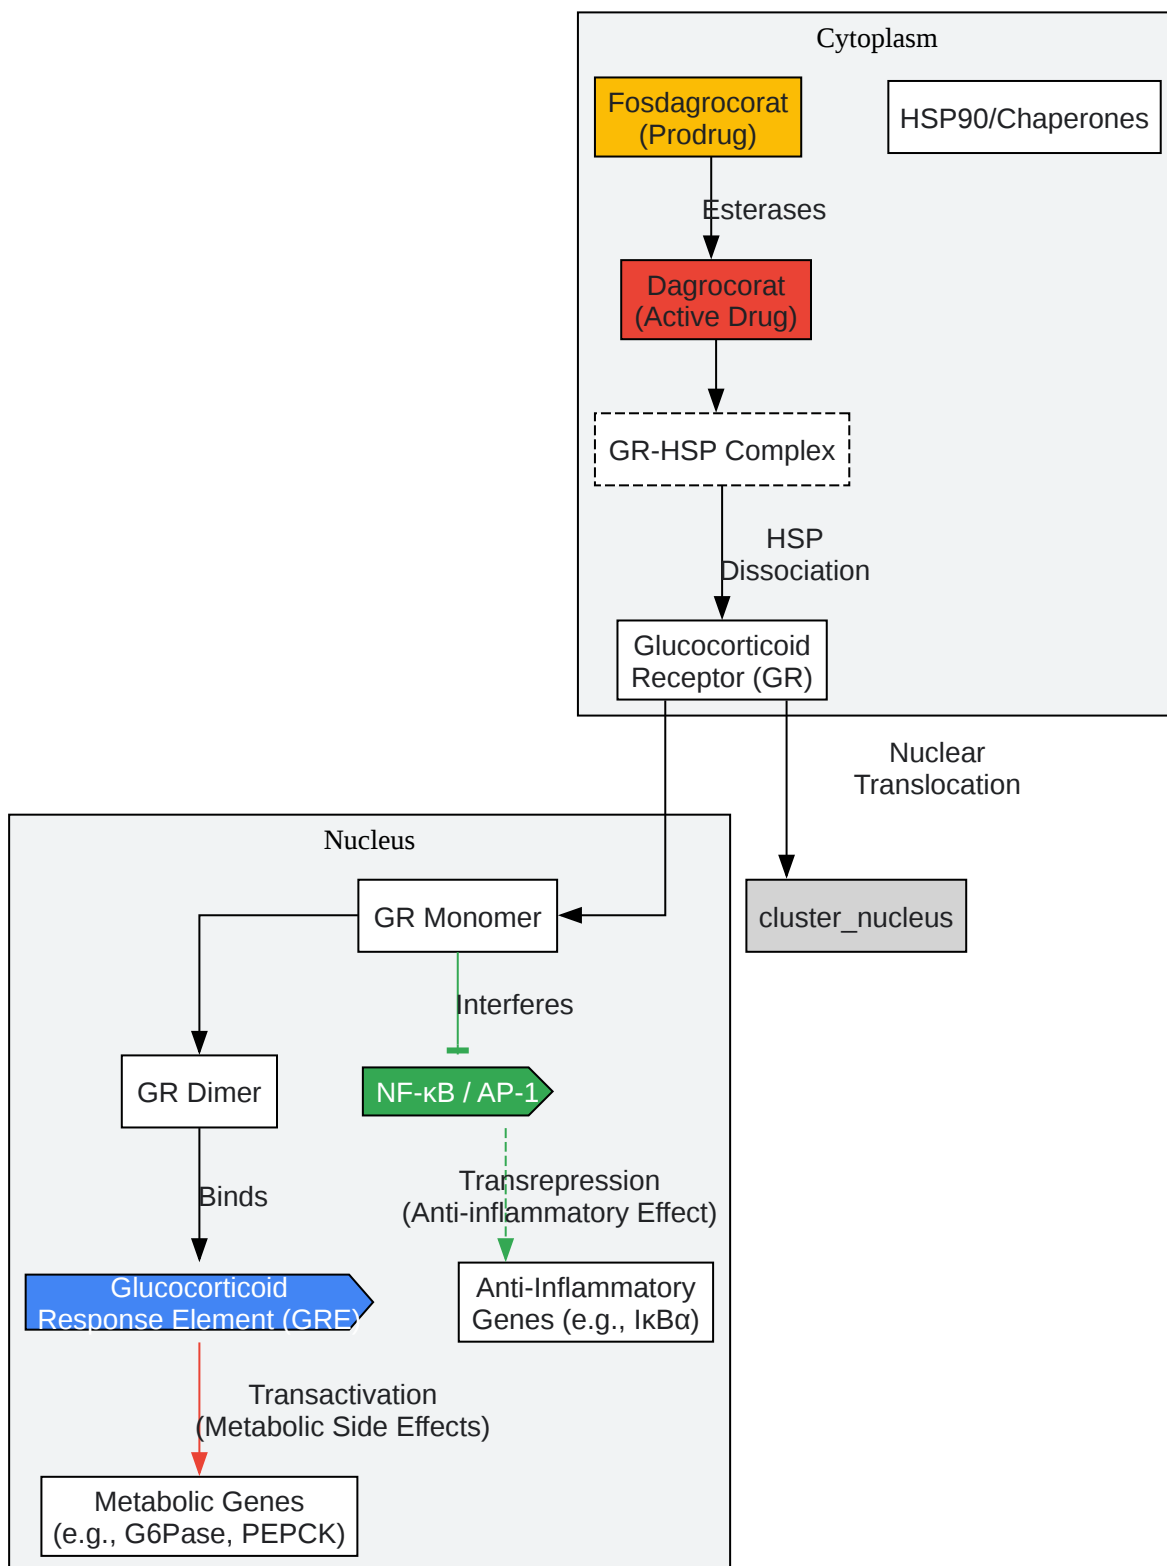 Cytoplasm
Fosdagrocorat
(Prodrug)
HSP90/Chaperones
Esterases
Dagrocorat
(Active Drug)
GR-HSP Complex
HSP
Dissociation
Glucocorticoid
Receptor (GR)
Nuclear
Translocation
Nucleus
GR Monomer
cluster_nucleus
Interferes
GR Dimer
NF-κB / AP-1
Binds
Transrepression
(Anti-inflammatory Effect)
Glucocorticoid
Response Element (GRE)
Anti-Inflammatory
Genes (e.g., IκBα)
Transactivation
(Metabolic Side Effects)
Metabolic Genes
(e.g., G6Pase, PEPCK)